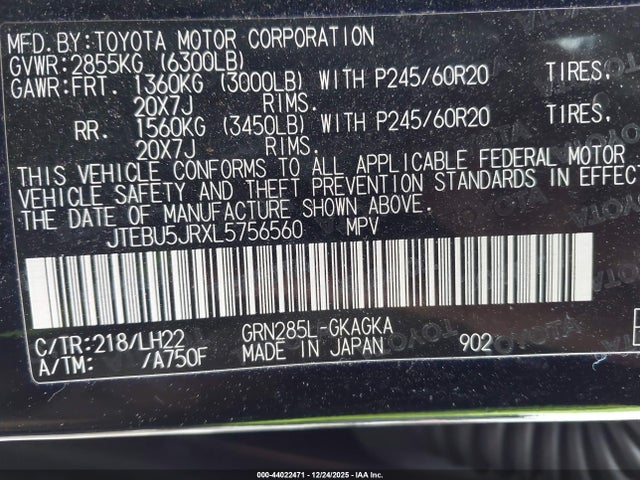 MFD.BY:TOYOTA MOTOR CORPORATION
GVWR:2855KG (6300LB)
GAWR:FRT. 1360KG (3000LB) WITH P245/60R20 TIRES.
20X7J RIMS.
RR. 1560KG (3450LB) WITH P245/60R20 TIRES,
20X7J RIMS.
THIS VEHICLE CONFORMS TO ALL APPLICABLE FEDERAL MOTOR
VEHICLE SAFETY AND THEFT PREVENTION STANDARDS IN EFFECT
THE DATE OF MANUFACTURE SHOWN ABOVE.
JTEBU5JRXL5756560 MPV
C/TR:218/LH22 GRN285L-GKAGKA
A/TM: /A750F MADE IN JAPAN 902
000-44022471 - 12/24/2025 - IAA Inc.